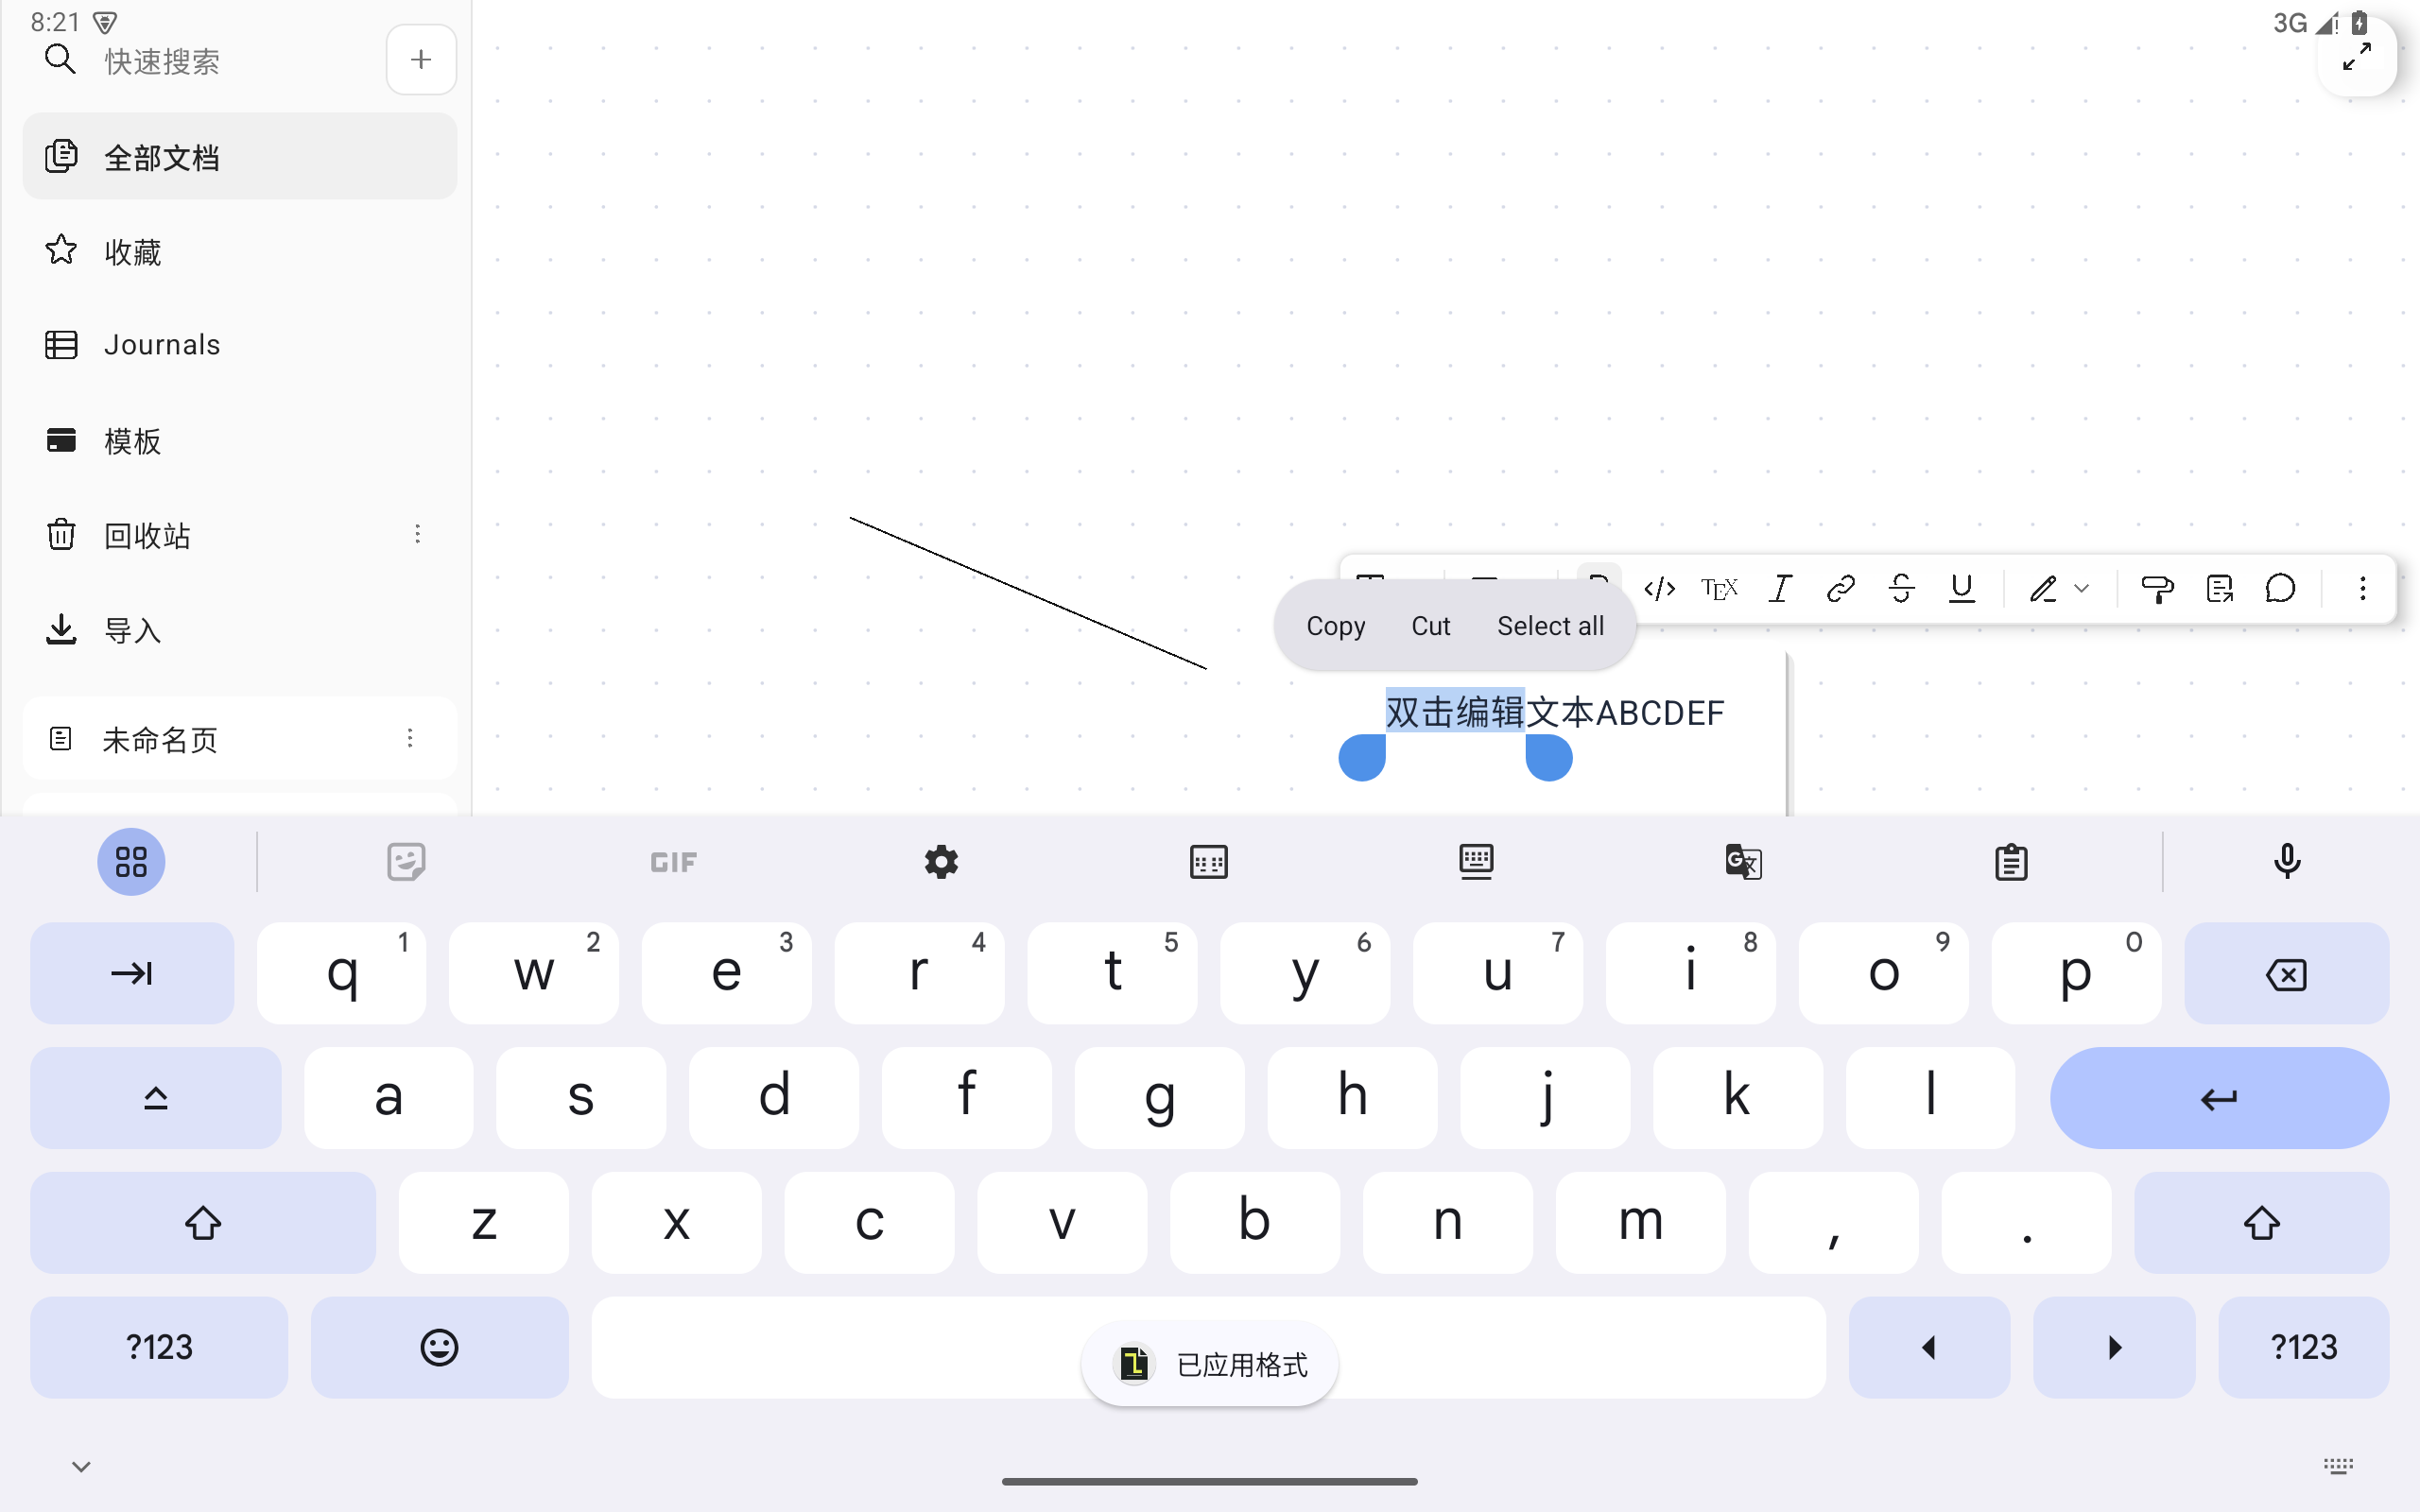 8:21
3G
快速搜索
全部文档
收藏
Journals
模板
回收站
导入
未命名页
TEX
Copy Cut Select all
双击编辑文本ABCDEF
GIF
q 1 w 2 e 3 r 4 t 5 y 6 u 7 i 8 o 9 p 0
a s d f g h j k l
z x c v b n m , .
?123 ?123
已应用格式